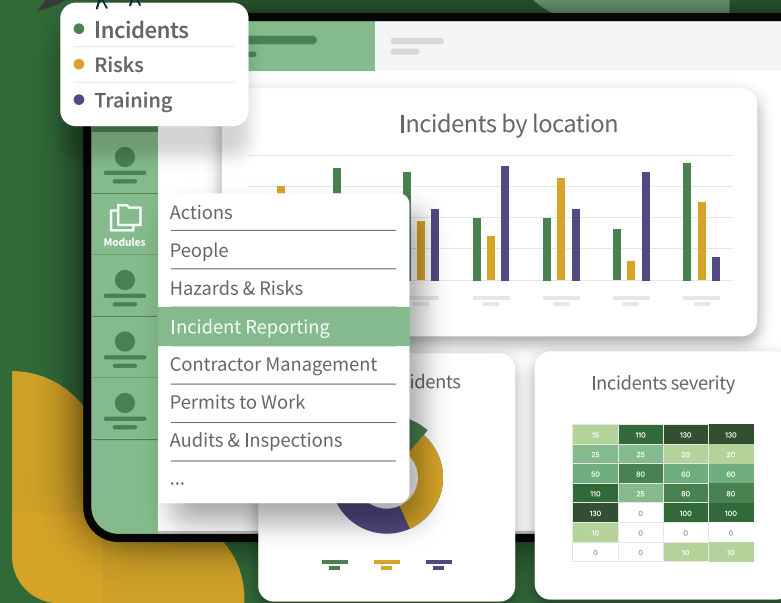 Incidents
Risks
Training
Incidents by location
Modules
Actions
People
Hazards & Risks
Incident Reporting
Contractor Management
Permits to Work
Audits & Inspections
...
idents
Incidents severity
15 110 130 130
25 25 20 20
50 80 60 60
110 25 80 80
130 0 100 100
10 0 0 0
0 0 10 10